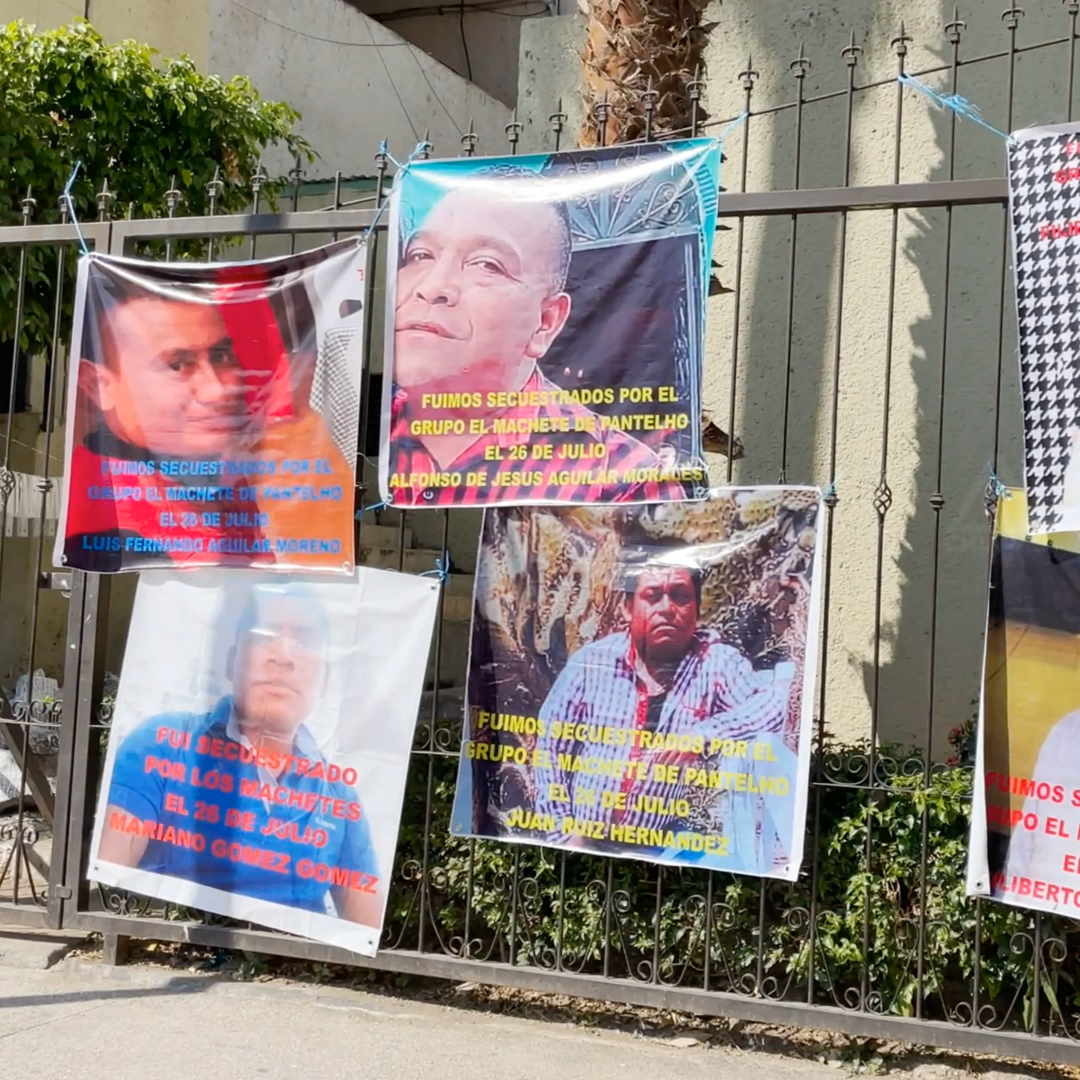 FUIMOS SECUESTRADOS POR EL
GRUPO EL MACHETE DE PANTELHO
EL 26 DE JULIO
LUIS FERNANDO AGUILAR MORENO
FUIMOS SECUESTRADOS POR EL
GRUPO EL MACHETE DE PANTELHO
EL 26 DE JULIO
ALFONSO DE JESUS AGUILAR MORALES
FUI SECUESTRADO
POR LOS MACHETES
EL 26 DE JULIO
MARIANO GOMEZ GOMEZ
FUIMOS SECUESTRADOS POR EL
GRUPO EL MACHETE DE PANTELHO
EL 26 DE JULIO
JUAN RUIZ HERNANDEZ
FUIMOS S
UPO EL